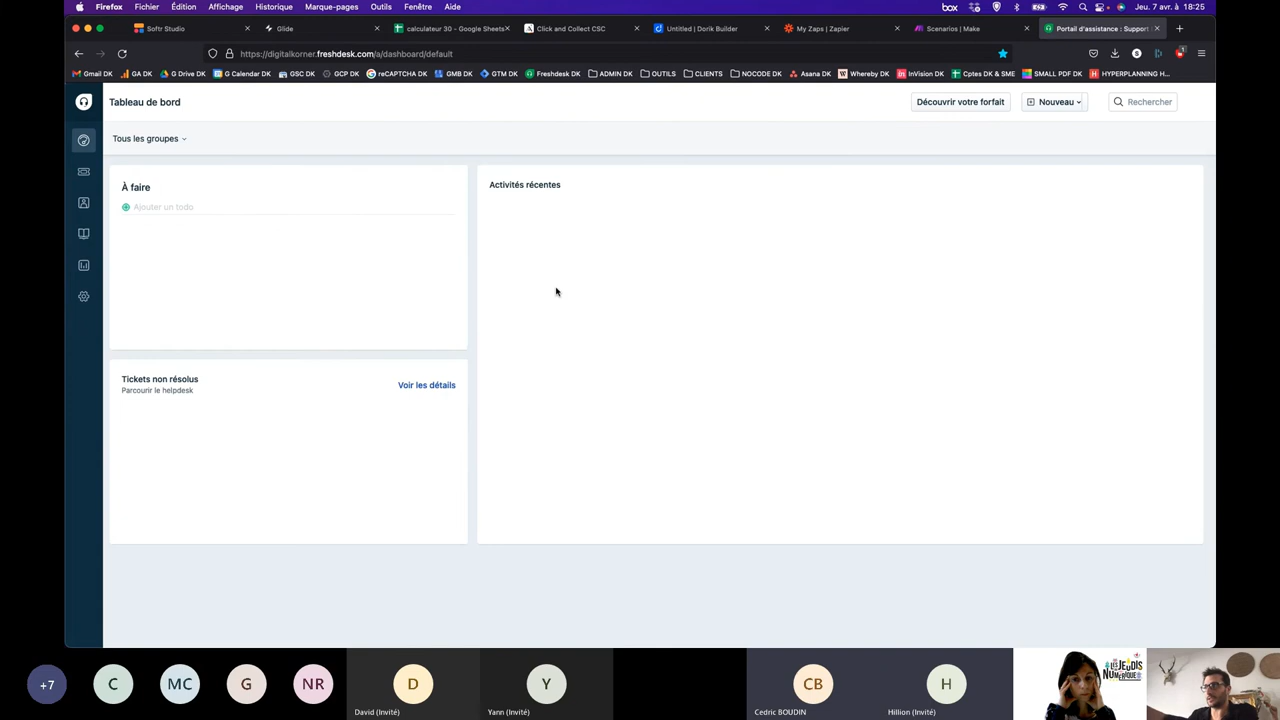 Firefox Fichier Édition Affichage Historique Marque-pages Outils Fenêtre Aide box Jeu. 7 avr. à 18:25
Softr Studio Glide calculateur 30 - Google Sheets Click and Collect CSC Untitled | Dorik Builder My Zaps | Zapier Scenarios | Make Portail d'assistance : Support
https://digitalkorner.freshdesk.com/a/dashboard/default
Gmail DK GA DK G Drive DK G Calendar DK GSC DK GCP DK reCAPTCHA DK GMB DK GTM DK Freshdesk DK ADMIN DK OUTILS CLIENTS NOCODE DK Asana DK Whereby DK InVision DK Cptes DK & SME SMALL PDF DK HYPERPLANNING H...
Tableau de bord Découvrir votre forfait Nouveau Rechercher
Tous les groupes
À faire
Ajouter un todo
Activités récentes
Tickets non résolus
Parcourir le helpdesk
Voir les détails
+7 C MC G NR D Y CB H
David (Invité) Yann (Invité) Cedric BOUDIN Hillion (Invité)
LES JEUDIS
NUMÉRIQUE